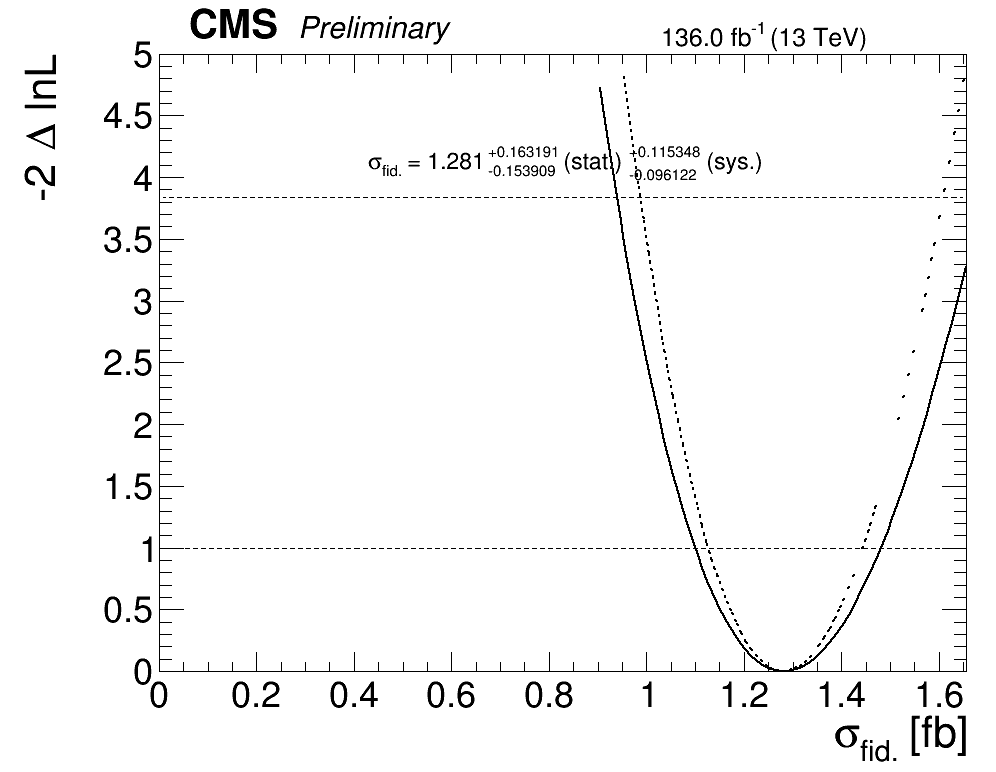 CMS Preliminary
136.0 fb-1 (13 TeV)
-2 Δ lnL
5
4.5
σfid. = 1.281 +0.163191 -0.153909 (stat.) +0.115348 -0.096122 (sys.)
4
3.5
3
2.5
2
1.5
1
0.5
0
0 0.2 0.4 0.6 0.8 1 1.2 1.4 1.6
σfid. [fb]